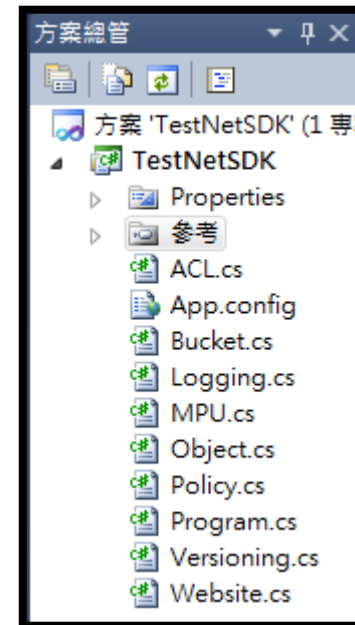 方案總管
方案 'TestNetSDK' (1 專
TestNetSDK
Properties
參考
ACL.cs
App.config
Bucket.cs
Logging.cs
MPU.cs
Object.cs
Policy.cs
Program.cs
Versioning.cs
Website.cs